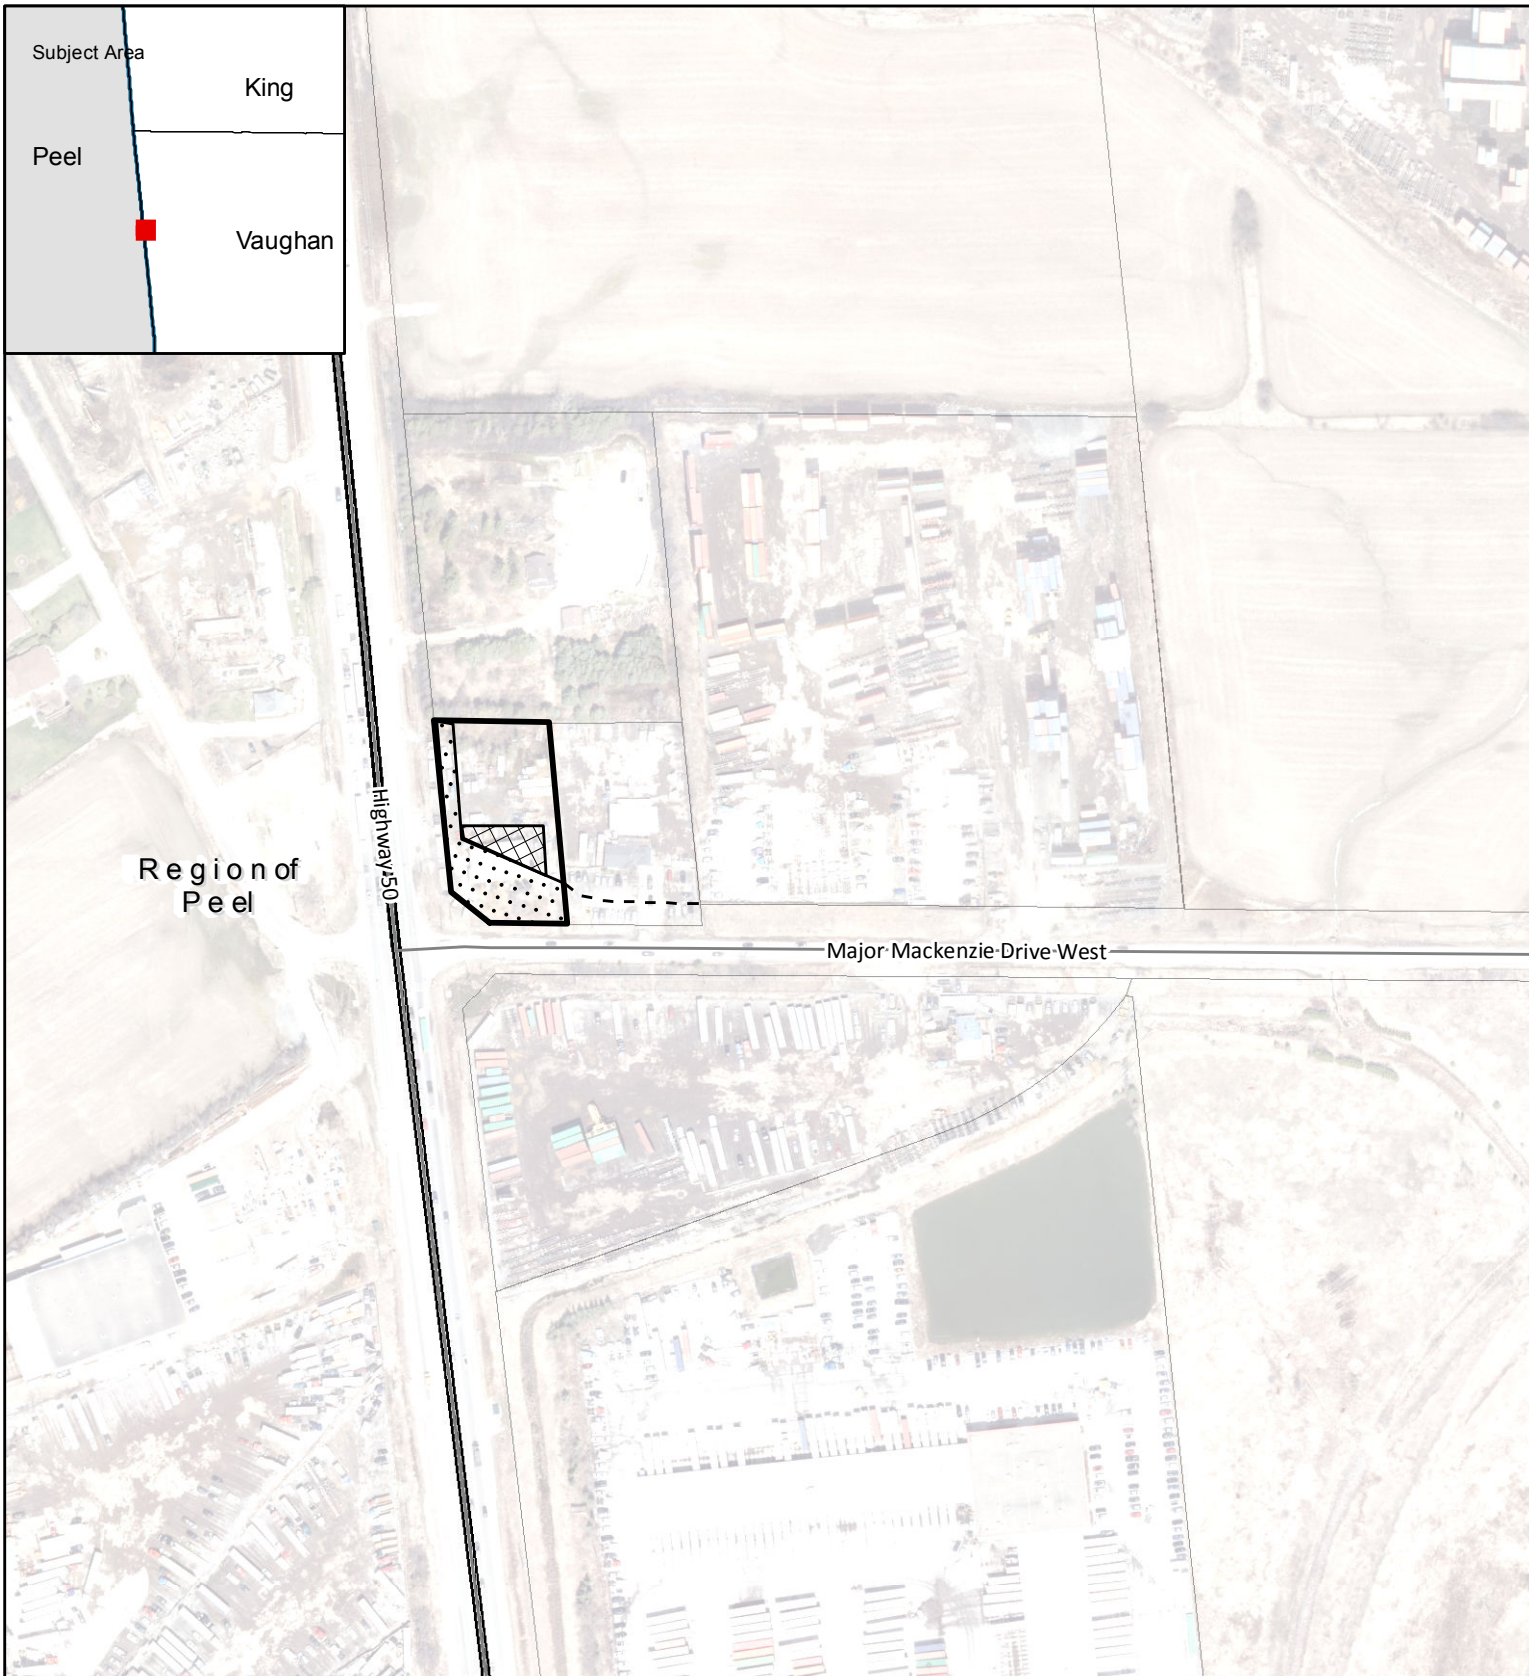 Subject Area
King
Peel
Vaughan
Highway 50
Region of
Peel
Major Mackenzie Drive West